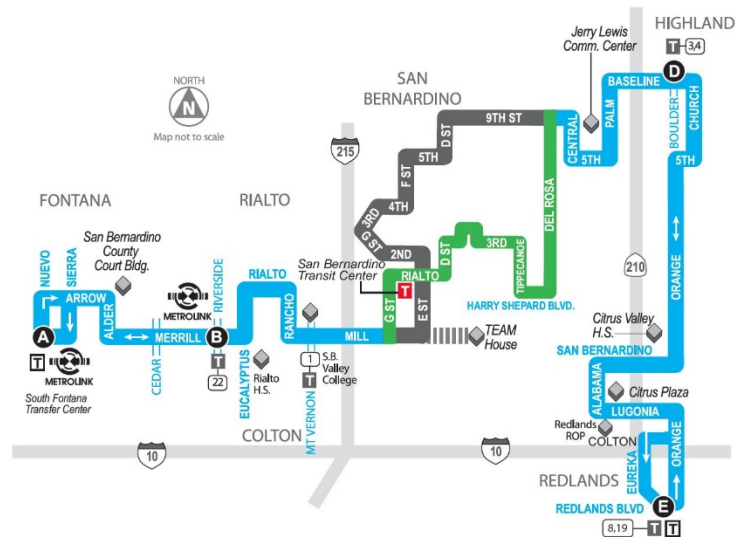 HIGHLAND
T 3,4
Jerry Lewis
Comm. Center
D
BASELINE
BOULDER
CHURCH
PALM
CENTRAL
5TH
5TH
NORTH
N
Map not to scale
SAN
BERNARDINO
9TH ST
D ST
5TH
F ST
4TH
3RD
G ST
2ND
215
DEL ROSA
FONTANA
RIALTO
San Bernardino
County
Court Bldg.
San Bernardino
Transit Center
T
RIALTO
D ST
3RD
TIPPECANOE
HARRY SHEPARD BLVD.
G ST
E ST
210
ORANGE
NUEVO
SIERRA
ARROW
ALDER
METROLINK
RIVERSIDE
RIALTO
RANCHO
A
T
METROLINK
South Fontana
Transfer Center
MERRILL
CEDAR
B
T
22
EUCALYPTUS
Rialto
H.S.
MILL
1
T
S.B.
Valley
College
MT VERNON
TEAM
House
Citrus Valley
H.S.
SAN BERNARDINO
ALABAMA
Citrus Plaza
LUGONIA
Redlands
ROP
COLTON
COLTON
10
10
REDLANDS
EUREKA
ORANGE
REDLANDS BLVD
E
8,19
T
T